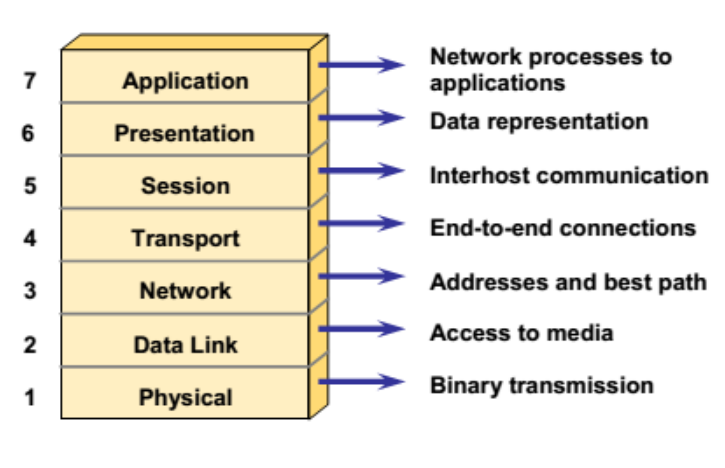 7 Application Network processes to
applications
6 Presentation Data representation
5 Session Interhost communication
4 Transport End-to-end connections
3 Network Addresses and best path
2 Data Link Access to media
1 Physical Binary transmission